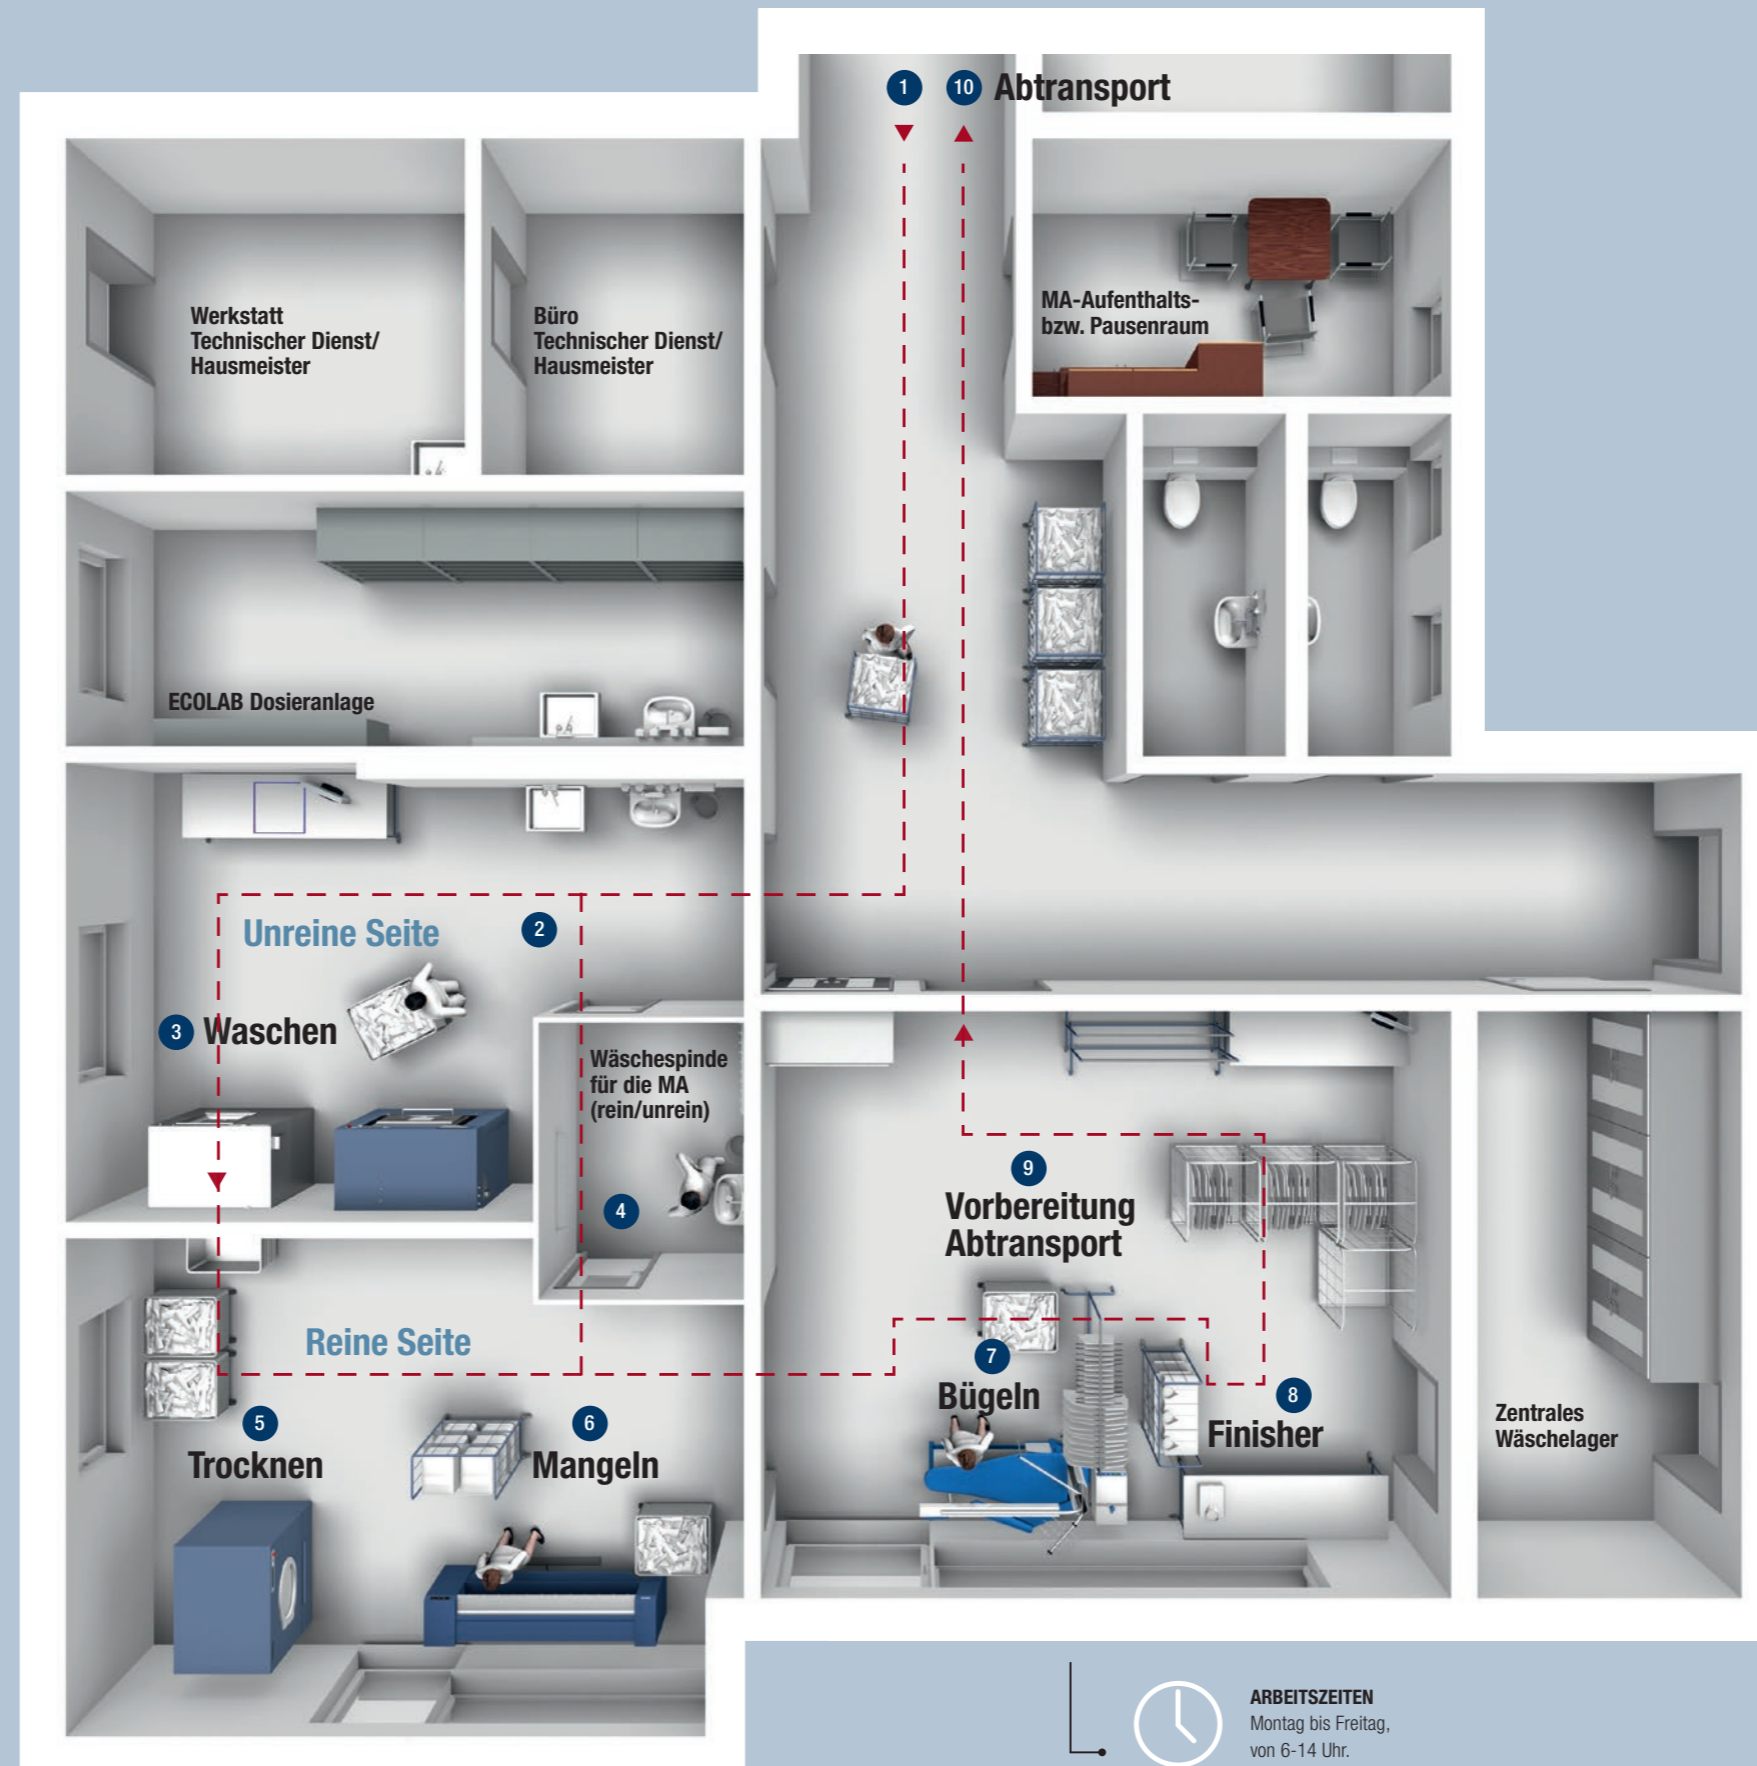 1
10
Abtransport
Werkstatt
Technischer Dienst/
Hausmeister
Büro
Technischer Dienst/
Hausmeister
MA-Aufenthalts-
bzw. Pausenraum
ECOLAB Dosieranlage
Unreine Seite
2
3
Waschen
Wäschespinde
für die MA
(rein/unrein)
4
9
Vorbereitung
Abtransport
Reine Seite
7
Bügeln
5
Trocknen
6
Mangeln
8
Finisher
Zentrales
Wäschelager
ARBEITSZEITEN
Montag bis Freitag,
von 6-14 Uhr.